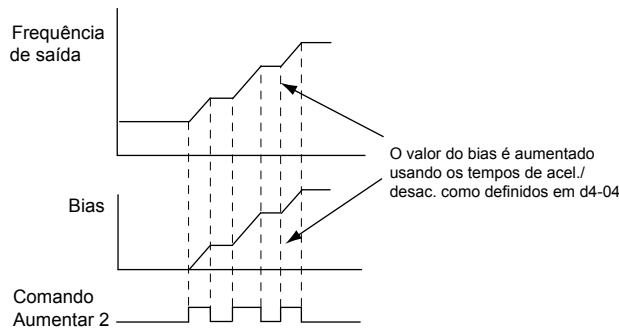 Frequência
de saída
O valor do bias é aumentado
usando os tempos de acel./
desac. como definidos em d4-04
Bias
Comando
Aumentar 2